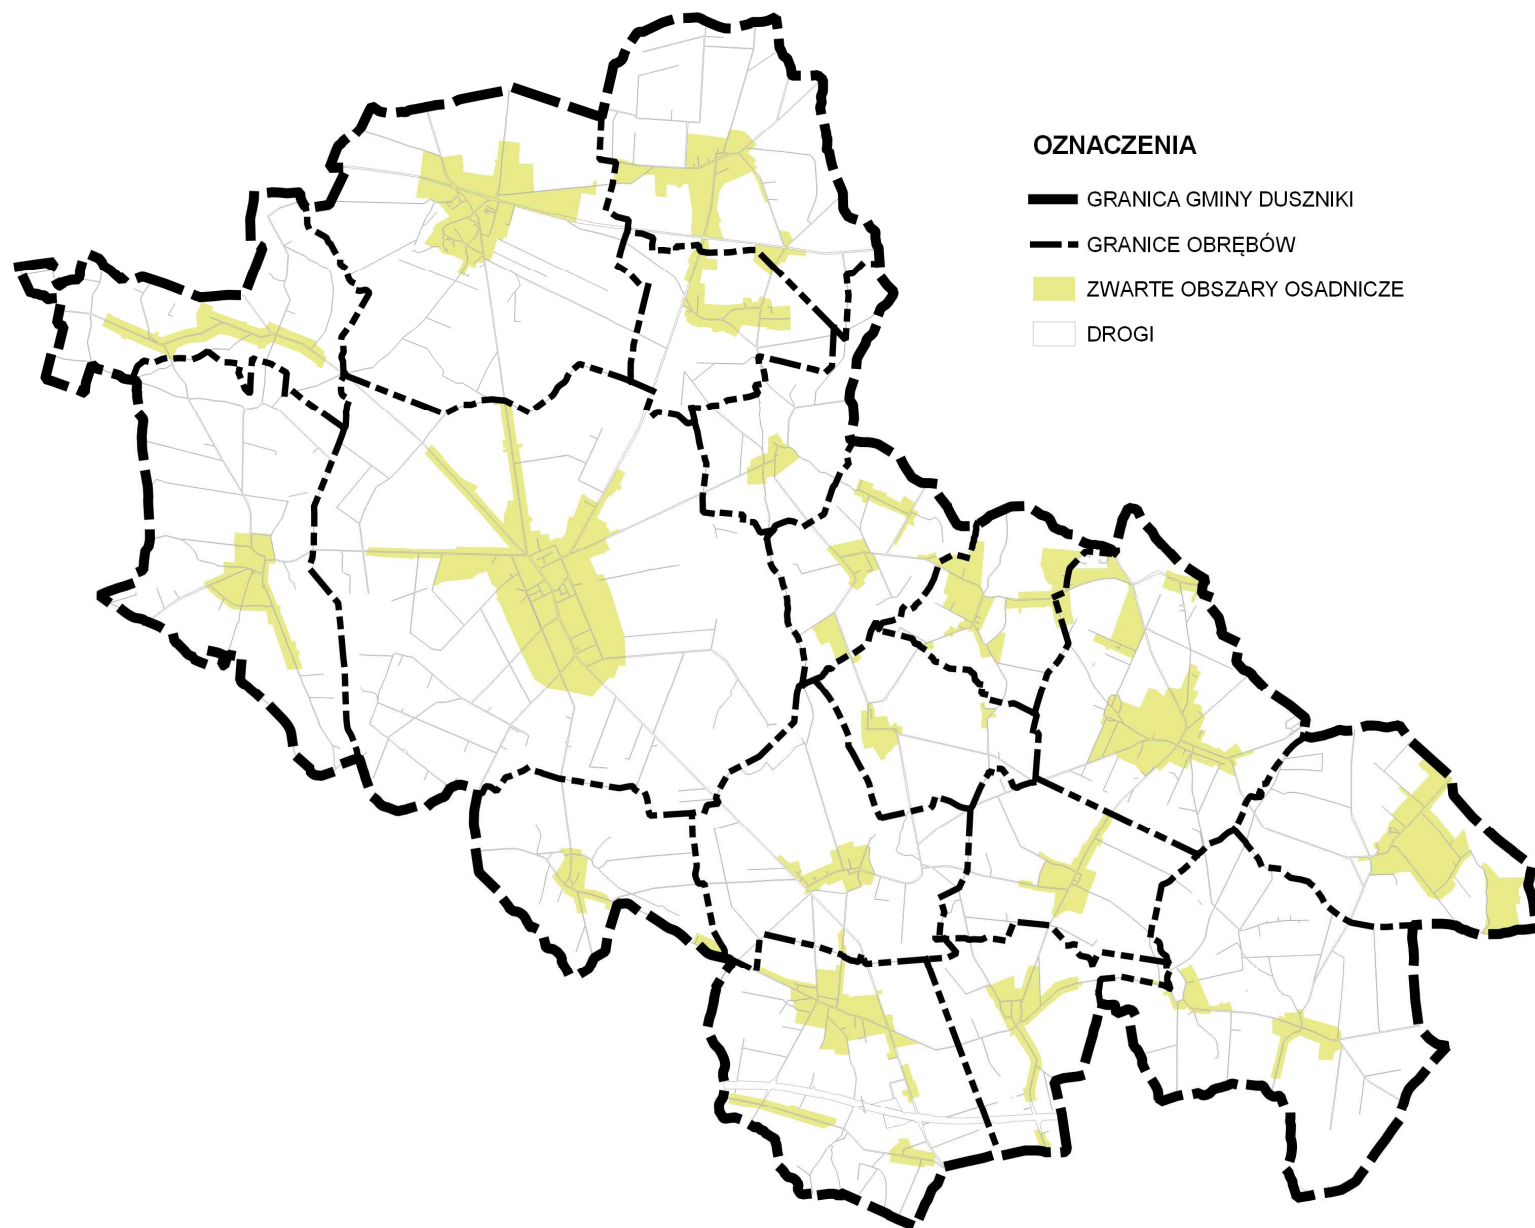 OZNACZENIA
GRANICA GMINY DUSZNIKI
GRANICE OBRĘBÓW
ZWARTE OBSZARY OSADNICZE
DROGI